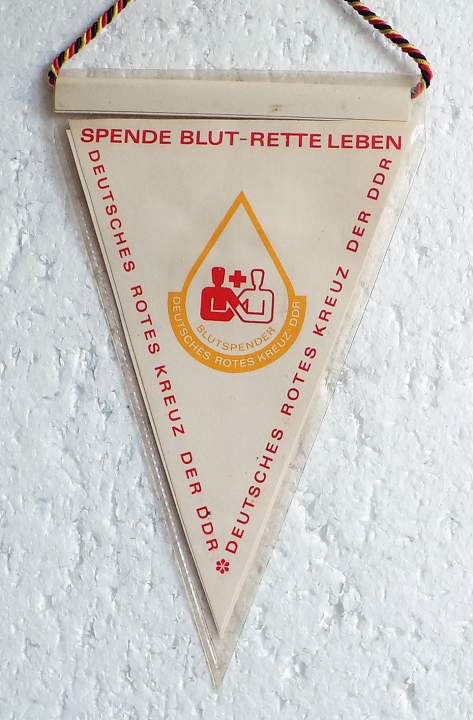 SPENDE BLUT-RETTE LEBEN
DEUTSCHES ROTES KREUZ DER DDR
DEUTSCHES ROTES KREUZ DER DDR
BLUTSPENDER
DEUTSCHES ROTES KREUZ · DDR